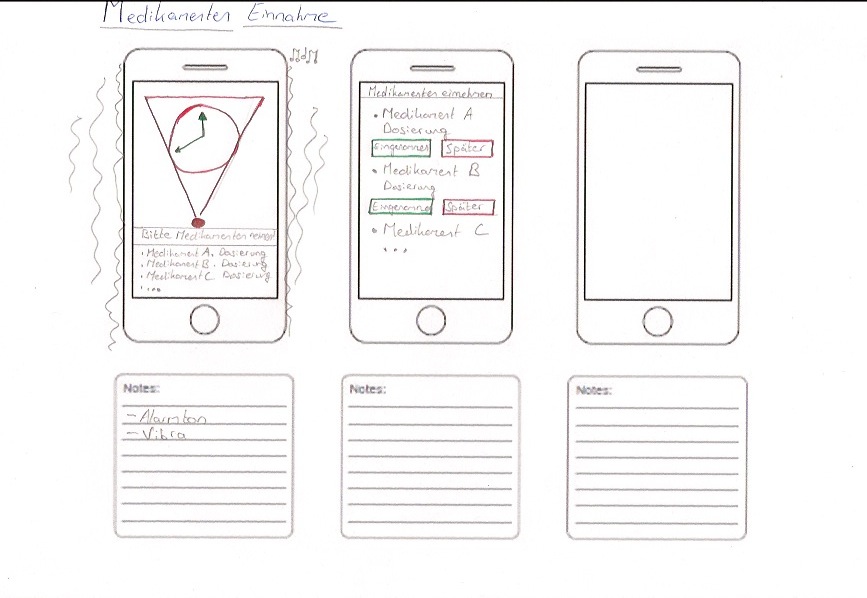 Medikamenten Einnahme
Bitte Medikamenten nehmen!
• Medikament A, Dosierung
• Medikament B, Dosierung
• Medikament C, Dosierung
• ...
Medikamenten einnehmen
• Medikament A
Dosierung
Eingenommen Später
• Medikament B
Dosierung
Eingenommen Später
• Medikament C
...
Notes:
- Alarmton
- Vibra
Notes:
Notes: